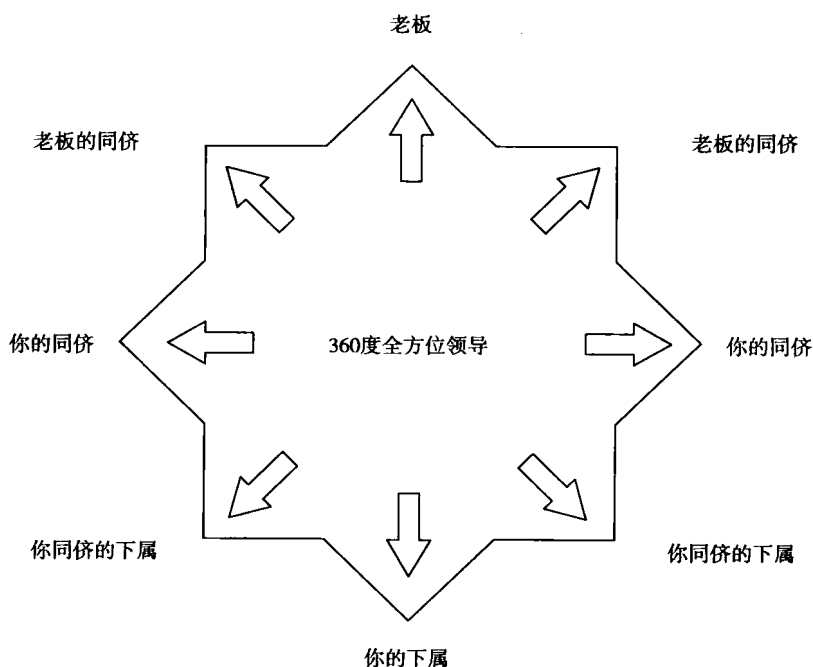 老板
老板的同侪
老板的同侪
你的同侪
360度全方位领导
你的同侪
你同侪的下属
你同侪的下属
你的下属